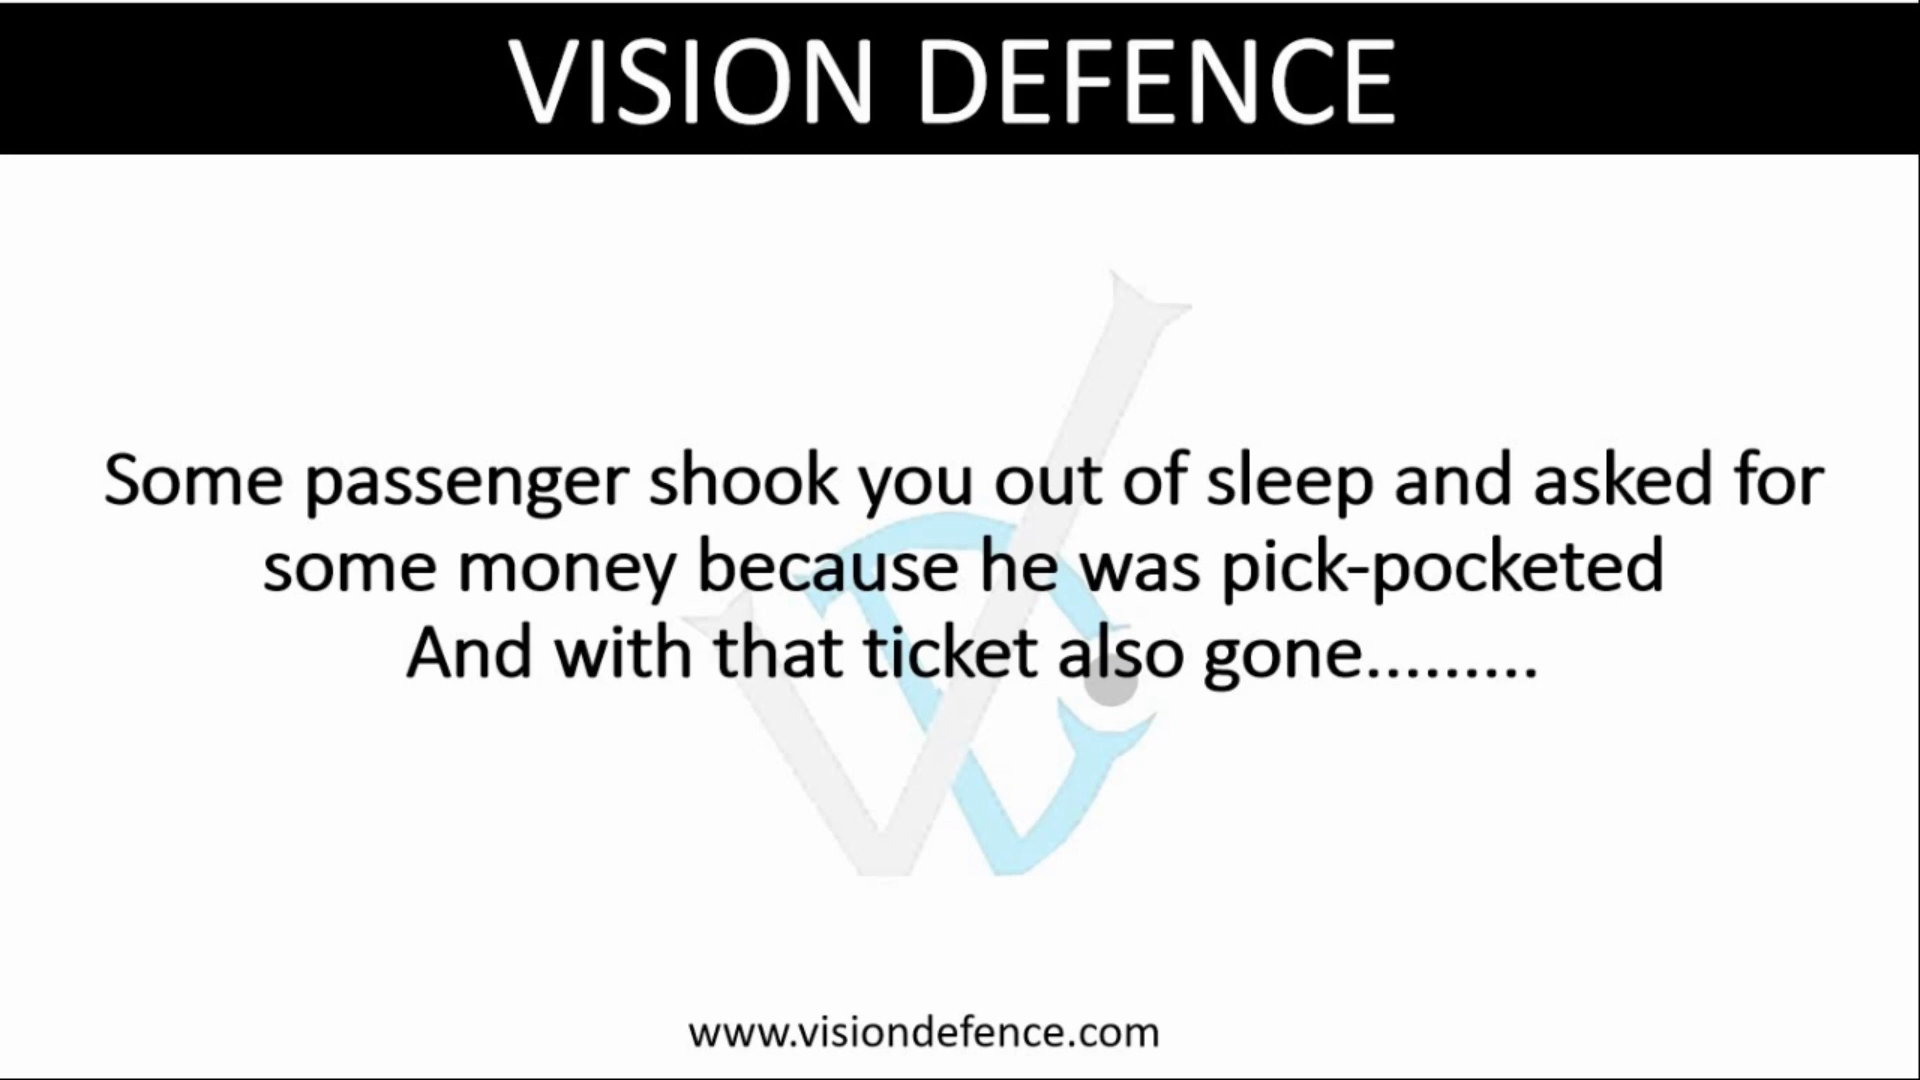 VISION DEFENCE
Some passenger shook you out of sleep and asked for
some money because he was pick-pocketed
And with that ticket also gone.........
www.visiondefence.com